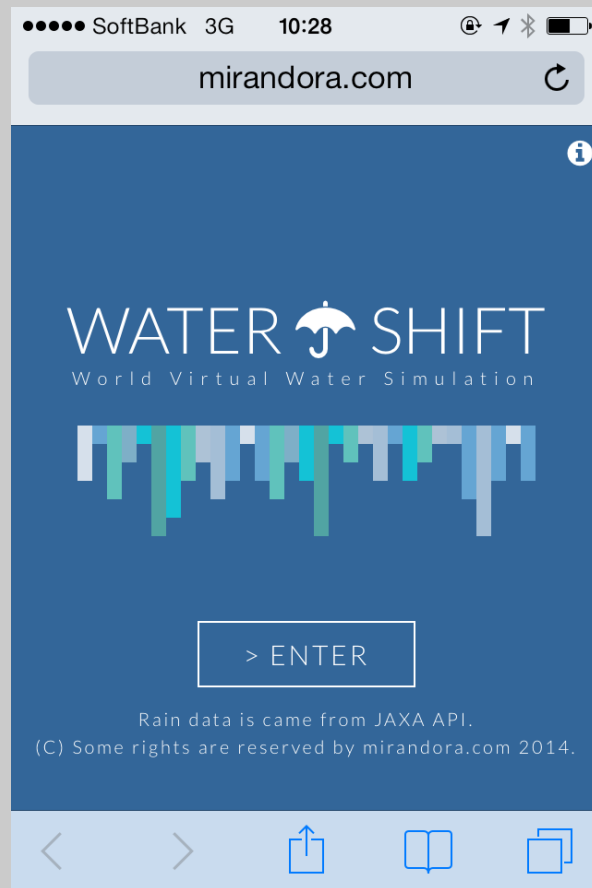 SoftBank 3G 10:28
mirandora.com
WATER SHIFT
World Virtual Water Simulation
> ENTER
Rain data is came from JAXA API.
(C) Some rights are reserved by mirandora.com 2014.